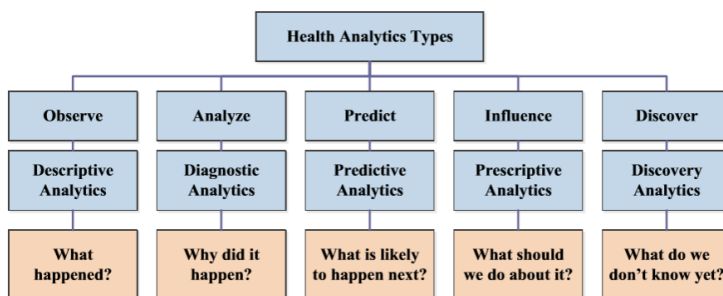 Health Analytics Types
Observe
Analyze
Predict
Influence
Discover
Descriptive
Analytics
Diagnostic
Analytics
Predictive
Analytics
Prescriptive
Analytics
Discovery
Analytics
What
happened?
Why did it
happen?
What is likely
to happen next?
What should
we do about it?
What do we
don't know yet?